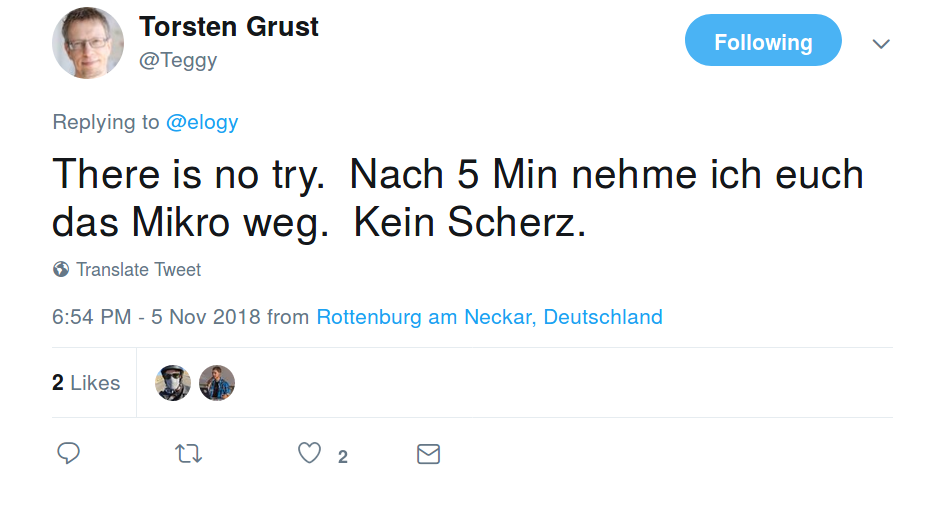 Torsten Grust
@Teggy
Following
Replying to @elogy
There is no try.  Nach 5 Min nehme ich euch
das Mikro weg.  Kein Scherz.
Translate Tweet
6:54 PM - 5 Nov 2018 from Rottenburg am Neckar, Deutschland
2 Likes
2